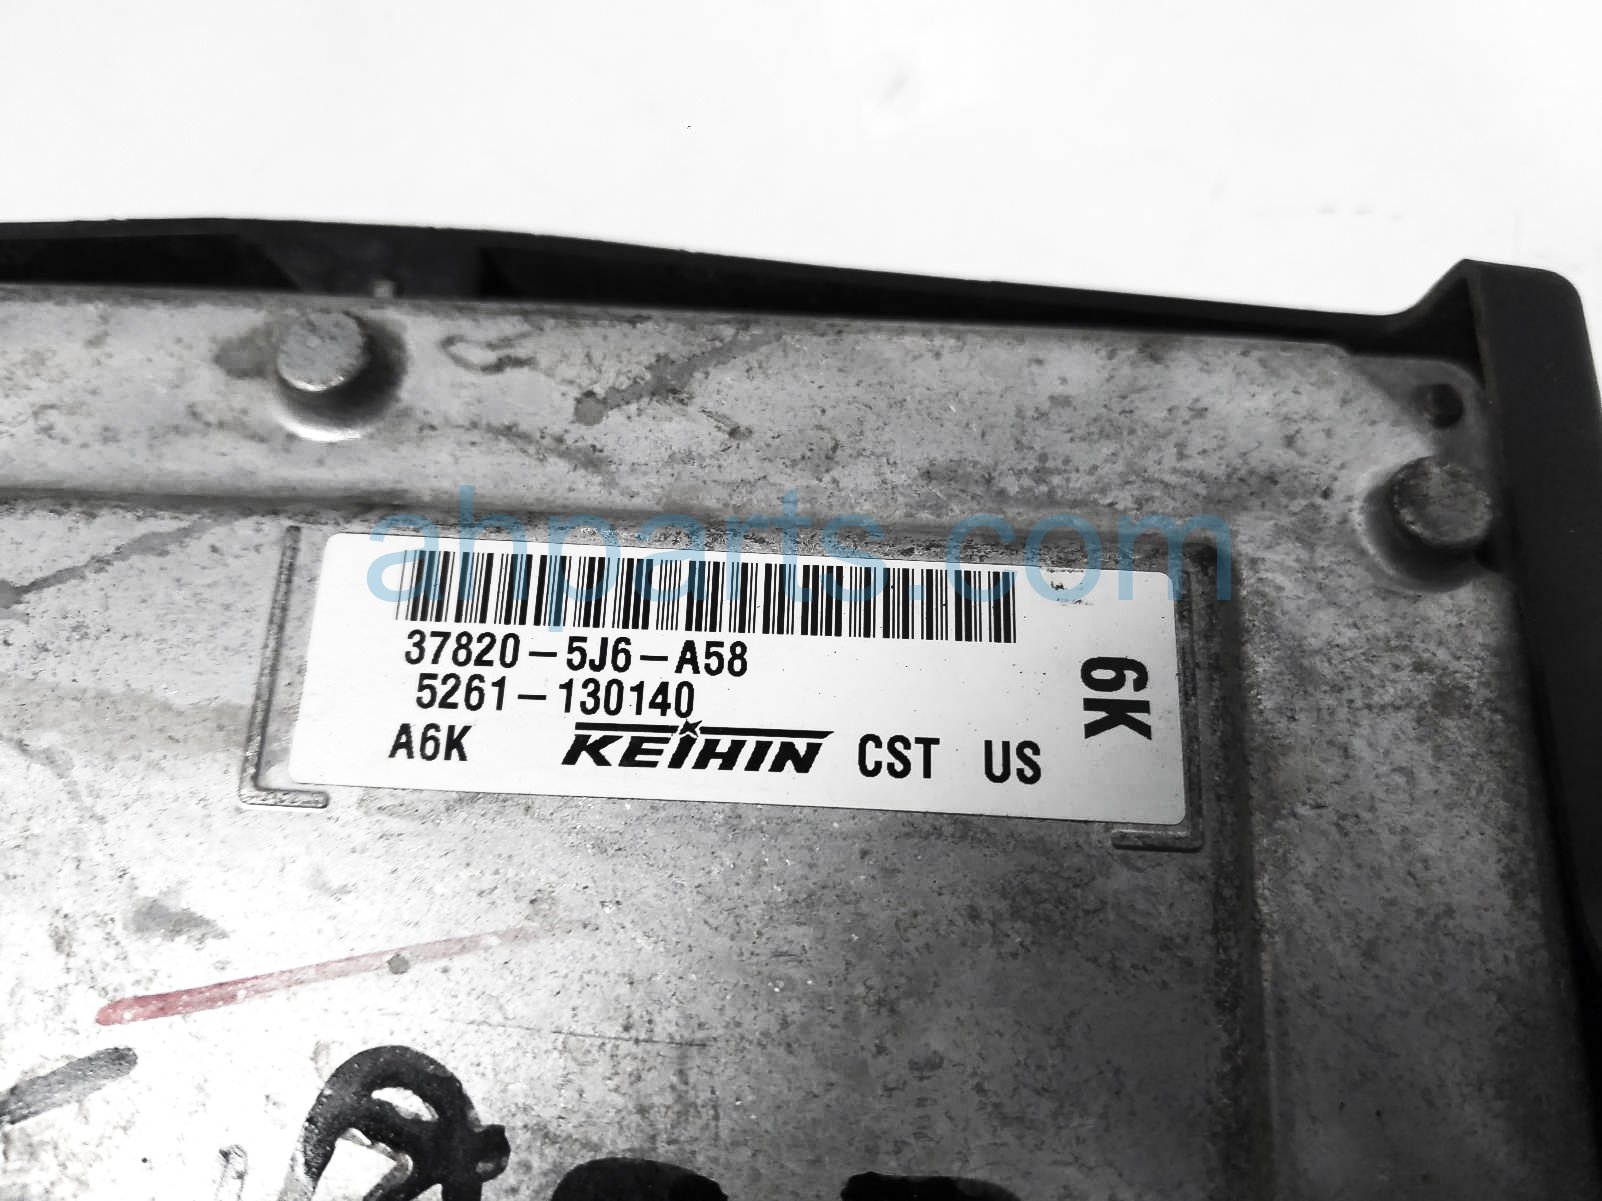 ahparts.com
37820-5J6-A58
5261-130140
A6K KEIHIN CST US
6K